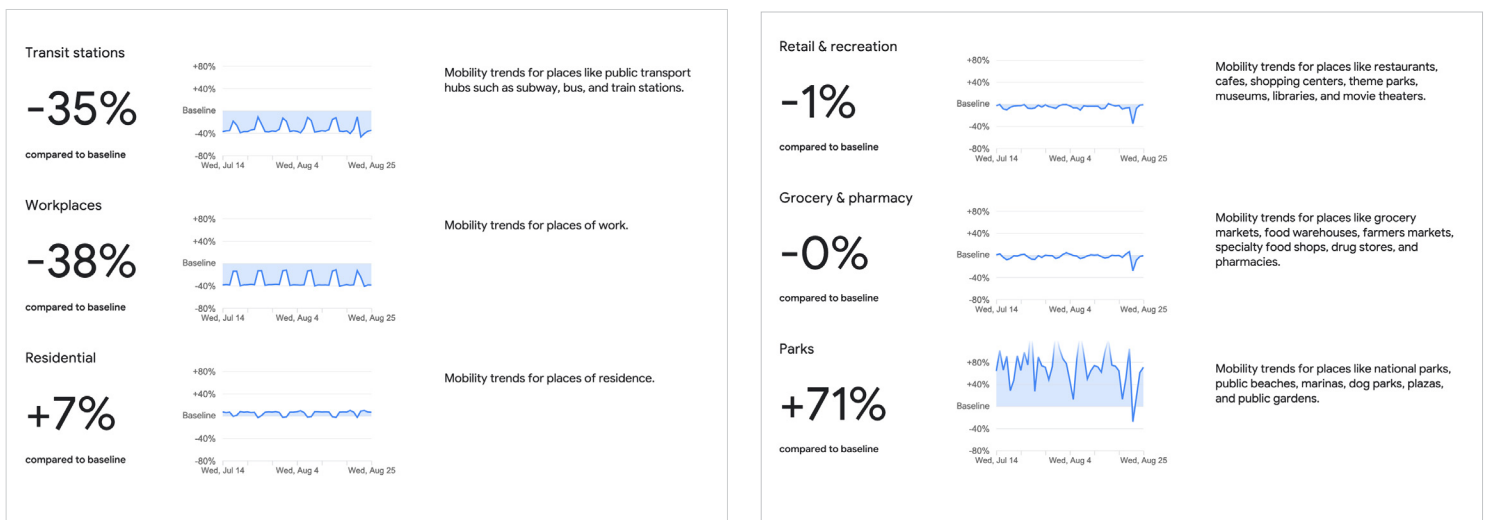 Transit stations
-35%
compared to baseline
+80%
+40%
Baseline
-40%
-80%
Wed, Jul 14 Wed, Aug 4 Wed, Aug 25
Mobility trends for places like public transport
hubs such as subway, bus, and train stations.
Workplaces
-38%
compared to baseline
+80%
+40%
Baseline
-40%
-80%
Wed, Jul 14 Wed, Aug 4 Wed, Aug 25
Mobility trends for places of work.
Residential
+7%
compared to baseline
+80%
+40%
Baseline
-40%
-80%
Wed, Jul 14 Wed, Aug 4 Wed, Aug 25
Mobility trends for places of residence.
Retail & recreation
-1%
compared to baseline
+80%
+40%
Baseline
-40%
-80%
Wed, Jul 14 Wed, Aug 4 Wed, Aug 25
Mobility trends for places like restaurants,
cafes, shopping centers, theme parks,
museums, libraries, and movie theaters.
Grocery & pharmacy
-0%
compared to baseline
+80%
+40%
Baseline
-40%
-80%
Wed, Jul 14 Wed, Aug 4 Wed, Aug 25
Mobility trends for places like grocery
markets, food warehouses, farmers markets,
specialty food shops, drug stores, and
pharmacies.
Parks
+71%
compared to baseline
+80%
+40%
Baseline
-40%
-80%
Wed, Jul 14 Wed, Aug 4 Wed, Aug 25
Mobility trends for places like national parks,
public beaches, marinas, dog parks, plazas,
and public gardens.